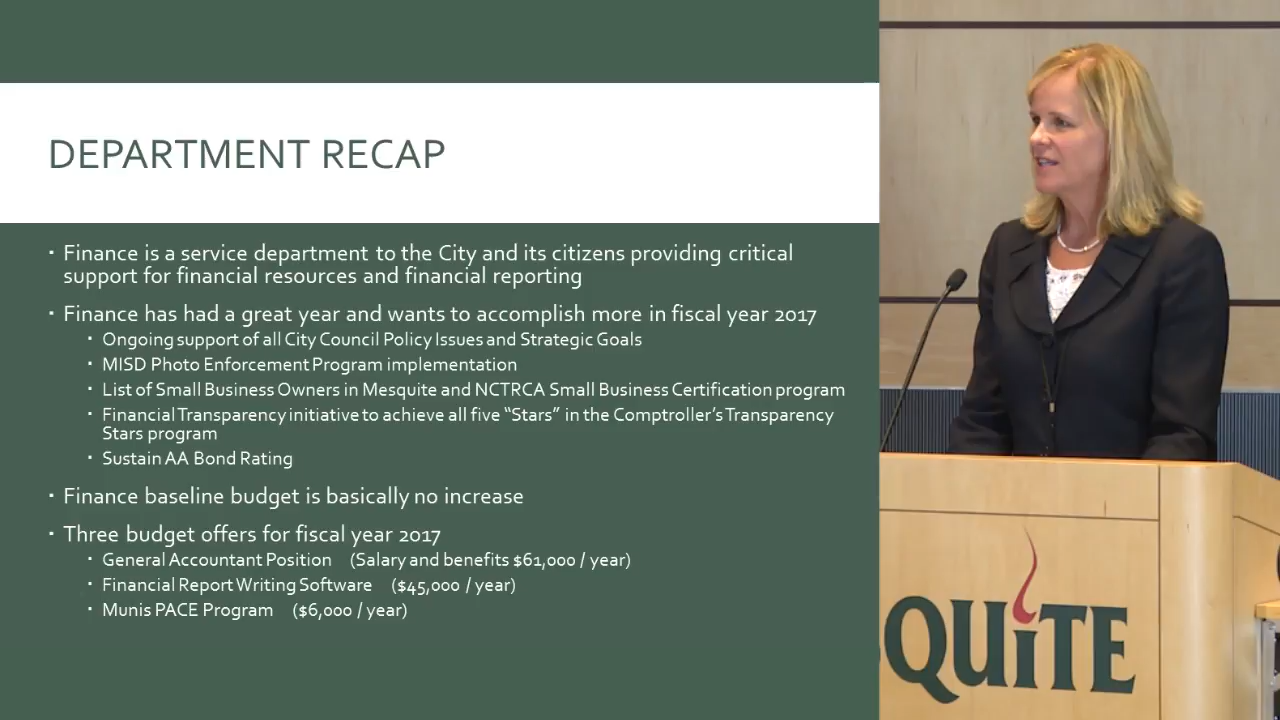 DEPARTMENT RECAP
▪ Finance is a service department to the City and its citizens providing critical
support for financial resources and financial reporting
▪ Finance has had a great year and wants to accomplish more in fiscal year 2017
▪ Ongoing support of all City Council Policy Issues and Strategic Goals
▪ MISD Photo Enforcement Program implementation
▪ List of Small Business Owners in Mesquite and NCTRCA Small Business Certification program
▪ Financial Transparency initiative to achieve all five “Stars” in the Comptroller’s Transparency
Stars program
▪ Sustain AA Bond Rating
▪ Finance baseline budget is basically no increase
▪ Three budget offers for fiscal year 2017
▪ General Accountant Position (Salary and benefits $61,000 / year)
▪ Financial Report Writing Software ($45,000 / year)
▪ Munis PACE Program ($6,000 / year)
QUiTE